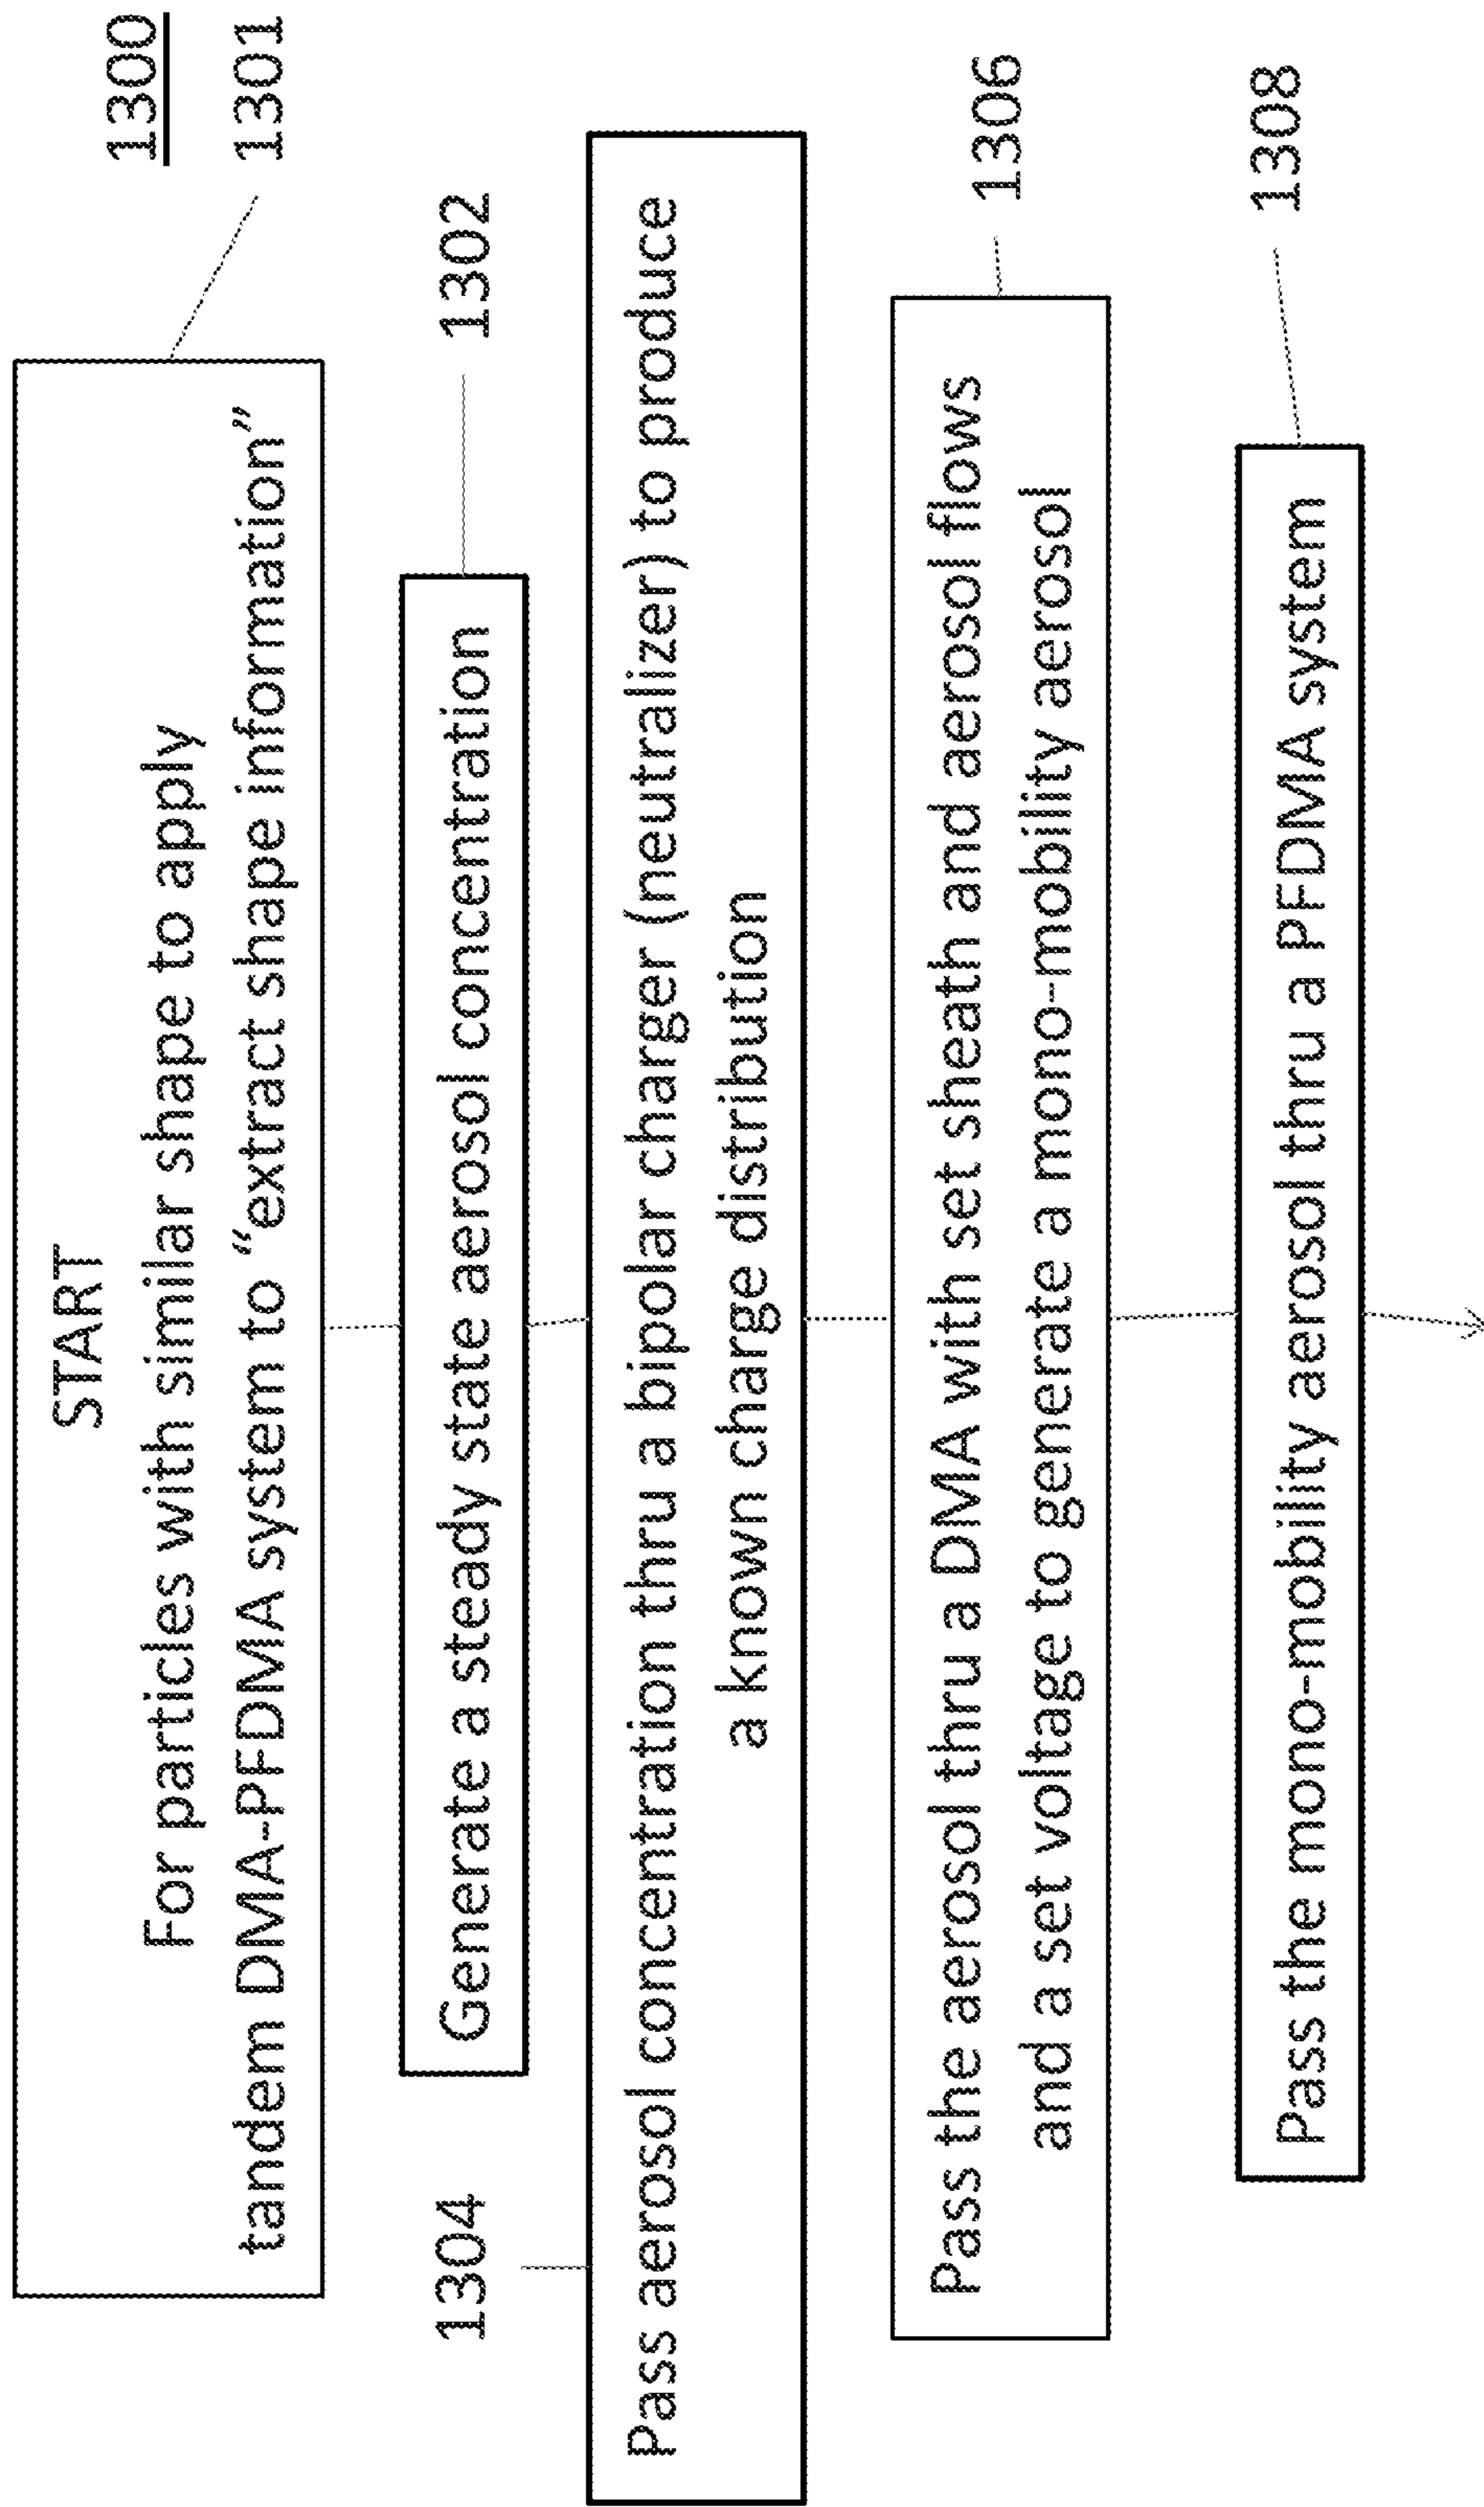 1300
START
1301
For particles with similar shape to apply
tandem DMA-PFDMA system to “extract shape information”
1302
Generate a steady state aerosol concentration
1304
Pass aerosol concentration thru a bipolar charger (neutralizer) to produce
a known charge distribution
1306
Pass the aerosol thru a DMA with set sheath and aerosol flows
and a set voltage to generate a mono-mobility aerosol
1308
Pass the mono-mobility aerosol thru a PFDMA system